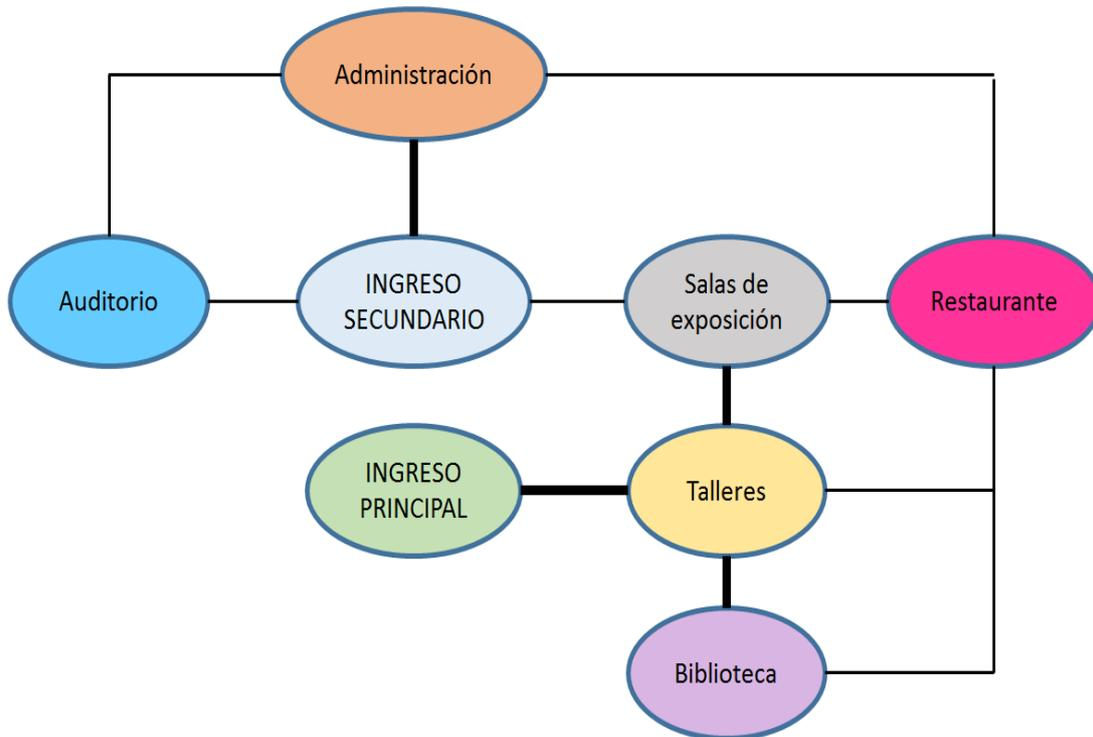 Administración
Auditorio
INGRESO
SECUNDARIO
Salas de
exposición
Restaurante
INGRESO
PRINCIPAL
Talleres
Biblioteca